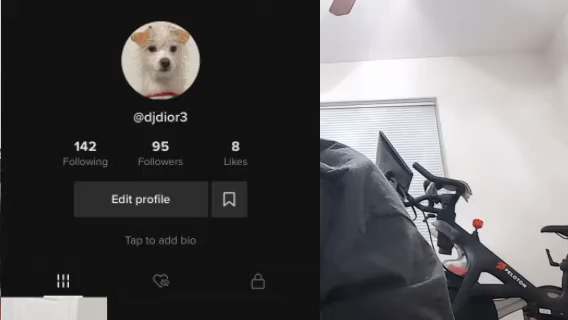 @djdior3
142 95 8
Following Followers Likes
Edit profile
Tap to add bio
PELOTON